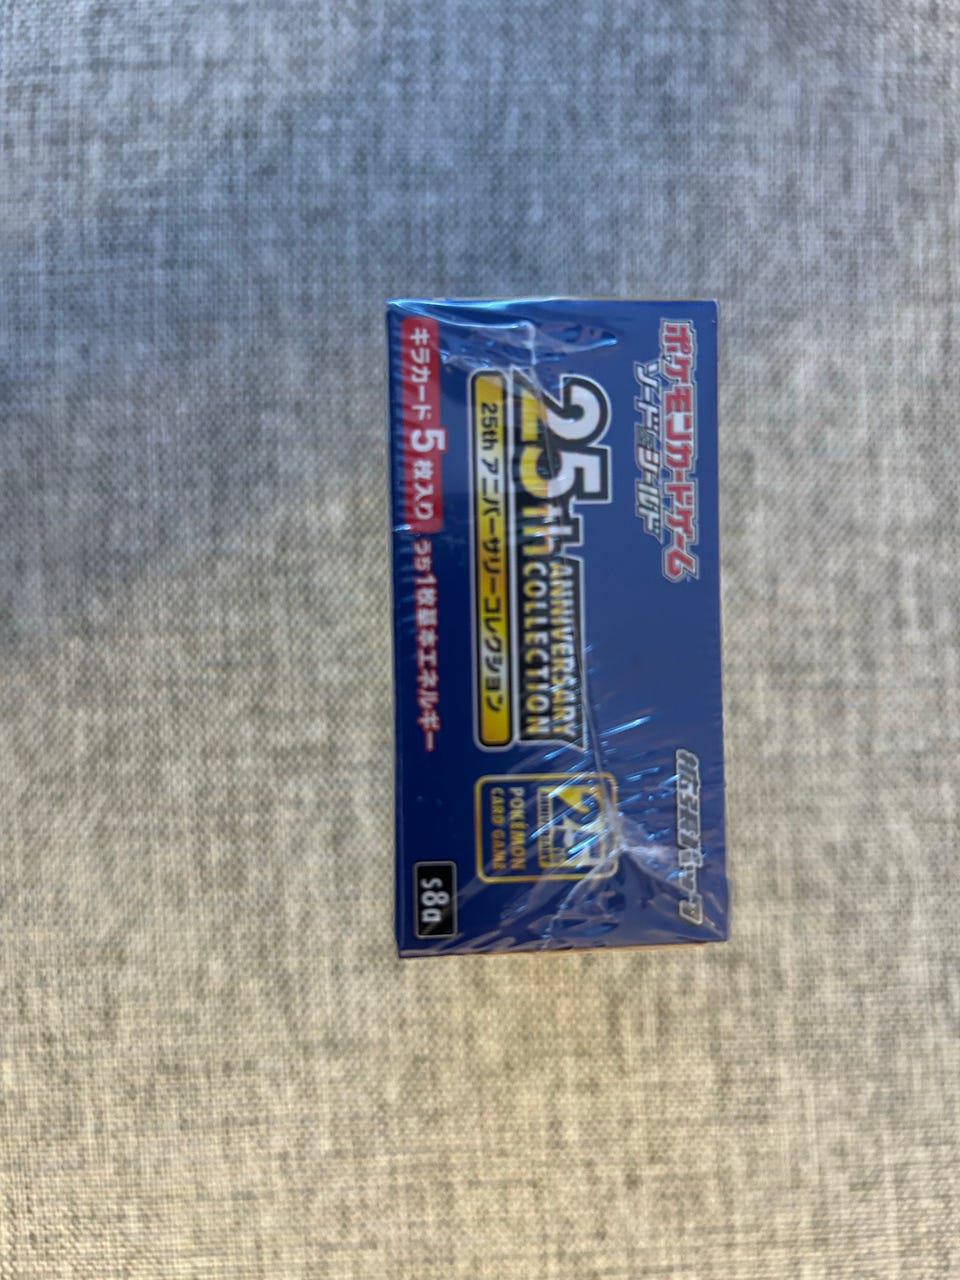 ポケモンカードゲーム
ソード&シールド
拡張パック
25th ANNIVERSARY
COLLECTION
25th アニバーサリーコレクション
POKÉMON
CARD GAME
キラカード 5 枚入り うち1枚基本エネルギー
s8a